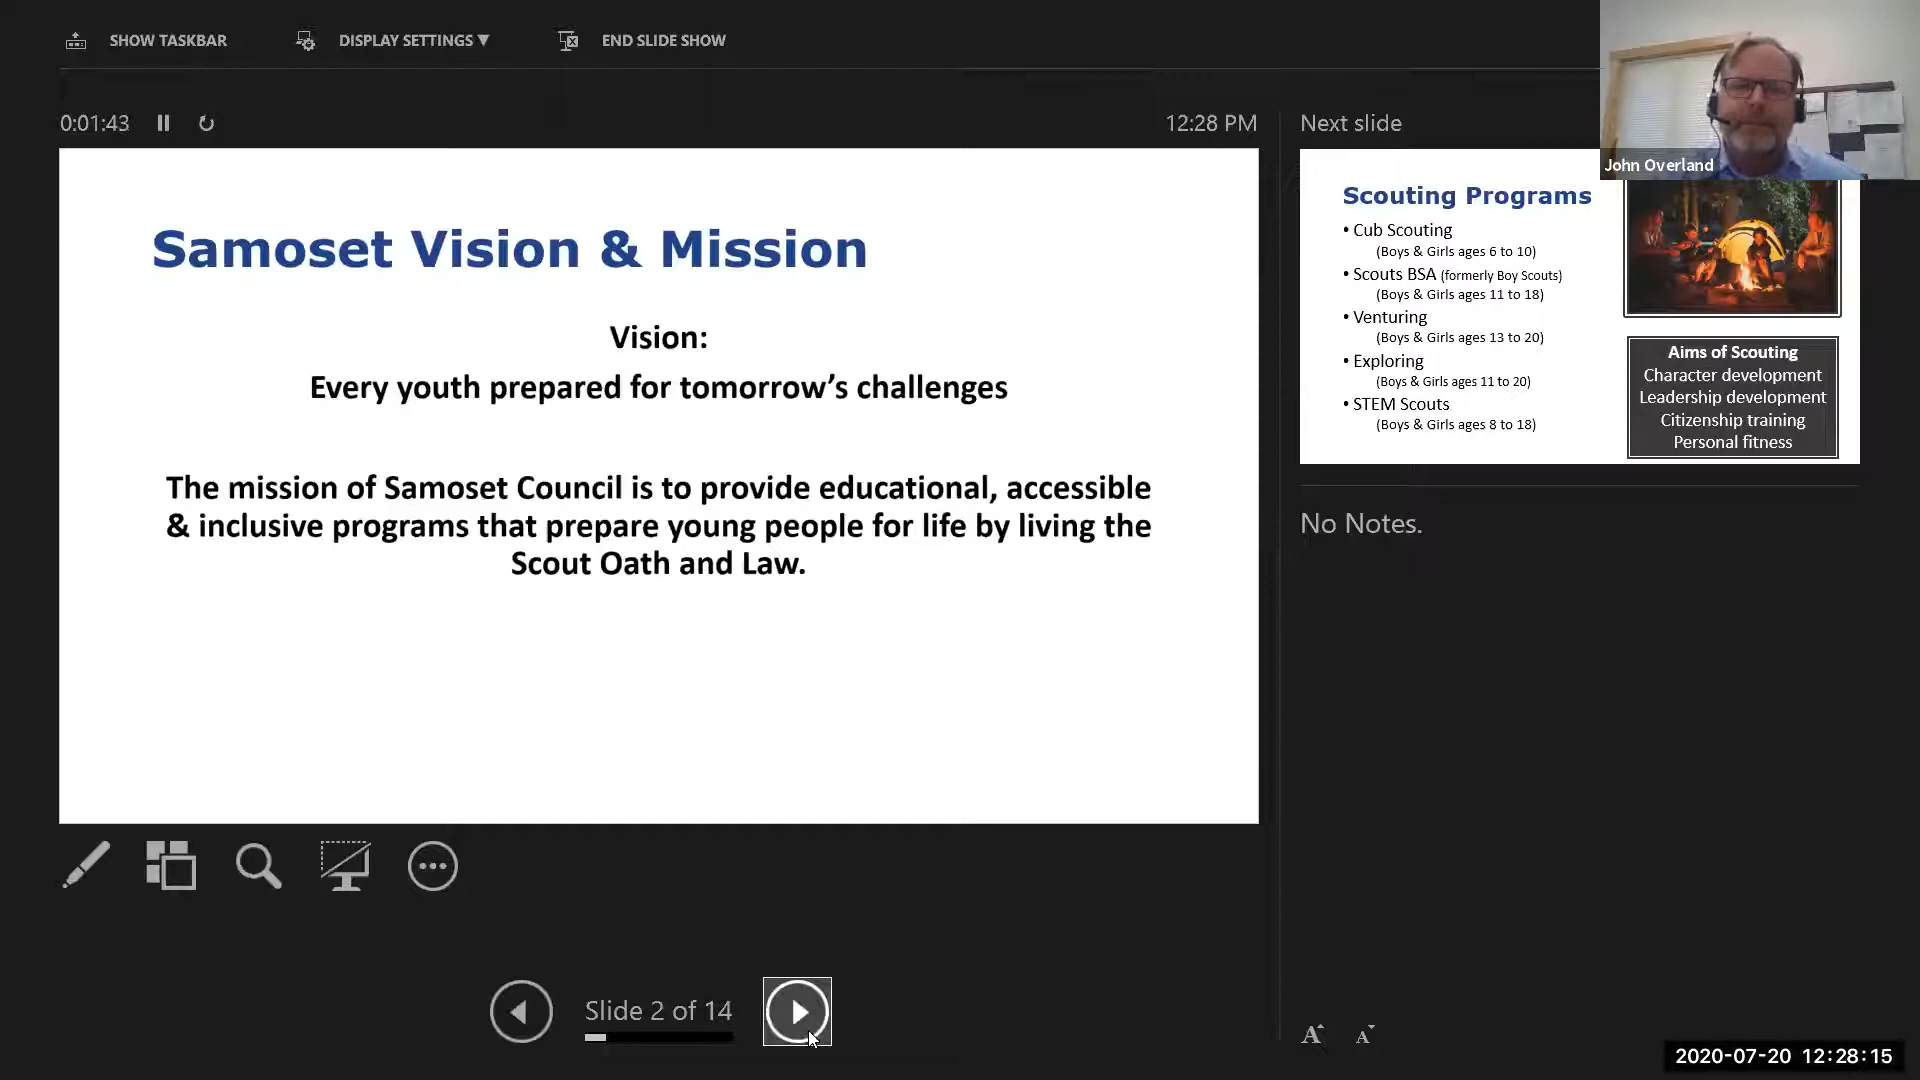 SHOW TASKBAR
DISPLAY SETTINGS ▼
END SLIDE SHOW
0:01:43
12:28 PM
Samoset Vision & Mission
Vision:
Every youth prepared for tomorrow’s challenges
The mission of Samoset Council is to provide educational, accessible
& inclusive programs that prepare young people for life by living the
Scout Oath and Law.
Slide 2 of 14
Next slide
John Overland
Scouting Programs
• Cub Scouting
(Boys & Girls ages 6 to 10)
• Scouts BSA (formerly Boy Scouts)
(Boys & Girls ages 11 to 18)
• Venturing
(Boys & Girls ages 13 to 20)
• Exploring
(Boys & Girls ages 11 to 20)
• STEM Scouts
(Boys & Girls ages 8 to 18)
Aims of Scouting
Character development
Leadership development
Citizenship training
Personal fitness
No Notes.
A A
2020-07-20 12:28:15